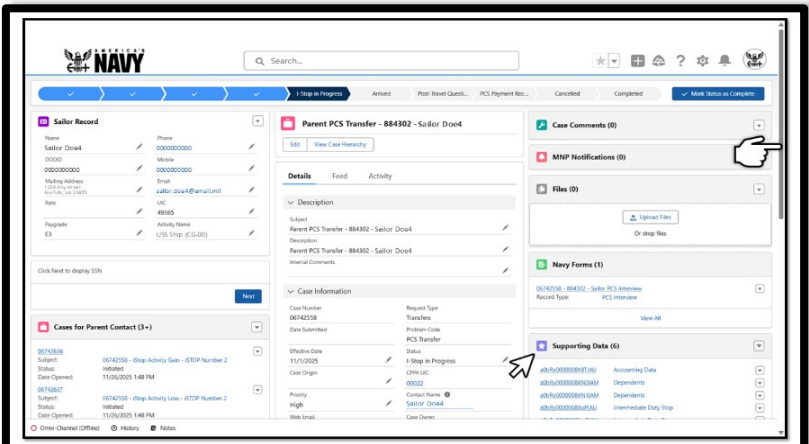 AMERICA'S
NAVY
Search...
I-Stop in Progress
Arrived
Post-Travel Questi...
PCS Payment Rec...
Cancelled
Completed
Mark Status as Complete
Sailor Record
Name
Sailor Doe4
Phone
0000000000
DODID
0000000000
Mobile
0000000000
Mailing Address
Email
sailor.doe4@email.mil
Rate
UIC
49365
Paygrade
E3
Activity Name
USS Ship (CG-00)
Click Next to display SSN
Next
Cases for Parent Contact (3+)
06742636
Subject: 06742558 - iStop Activity Gain - iSTOP Number 2
Status: Initiated
Date Opened: 11/26/2025 1:48 PM
06742637
Subject: 06742558 - iStop Activity Loss - iSTOP Number 2
Status: Initiated
Date Opened: 11/26/2025 1:48 PM
Omni-Channel (Offline)
History
Notes
Parent PCS Transfer - 884302 - Sailor Doe4
Edit
View Case Hierarchy
Details
Feed
Activity
Description
Subject
Parent PCS Transfer - 884302 - Sailor Doe4
Description
Parent PCS Transfer - 884302 - Sailor Doe4
Internal Comments
Case Information
Case Number
06742558
Request Type
Transfers
Date Submitted
Problem Code
PCS Transfer
Effective Date
11/1/2025
Status
I-Stop in Progress
Case Origin
CPPA UIC
00022
Priority
High
Contact Name
Sailor Doe4
Web Email
Case Owner
Case Comments (0)
MNP Notifications (0)
Files (0)
Upload Files
Or drop files
Navy Forms (1)
06742558 - 884302 - Sailor PCS Interview
Record Type: PCS Interview
View All
Supporting Data (6)
Accounting Data
Dependents
Dependents
Intermediate Duty Stop